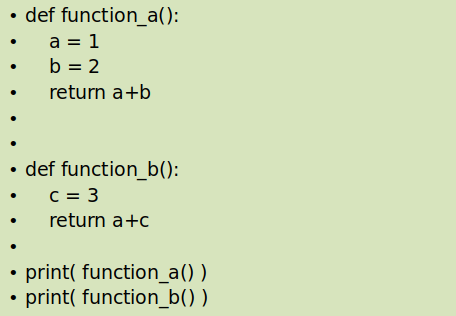 • def function_a():
•     a = 1
•     b = 2
•     return a+b
•
•
• def function_b():
•     c = 3
•     return a+c
•
• print( function_a() )
• print( function_b() )